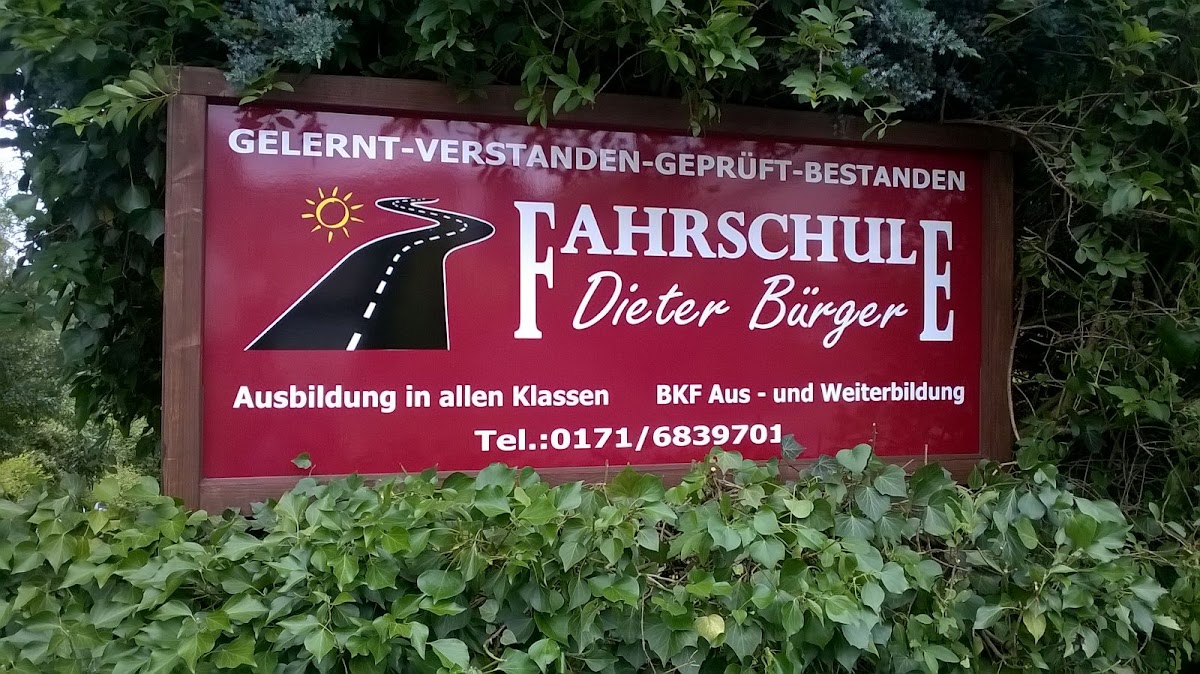 GELERNT-VERSTANDEN-GEPRÜFT-BESTANDEN
FAHRSCHULE
Dieter Bürger
Ausbildung in allen Klassen BKF Aus - und Weiterbildung
Tel.:0171/6839701